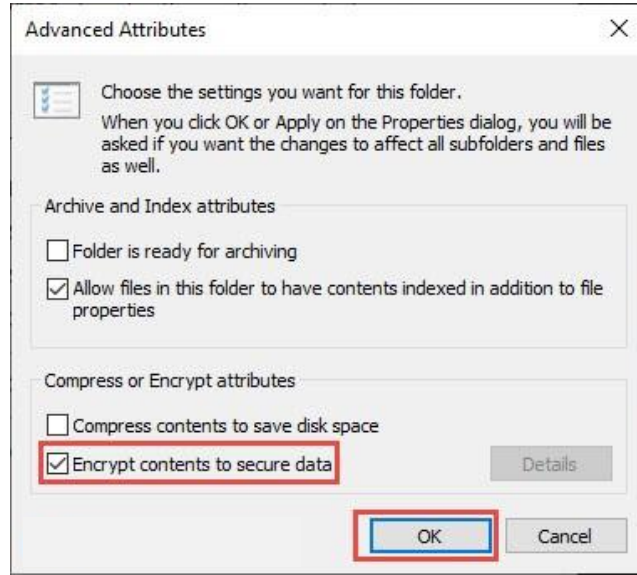 Advanced Attributes
Choose the settings you want for this folder.
When you click OK or Apply on the Properties dialog, you will be
asked if you want the changes to affect all subfolders and files
as well.
Archive and Index attributes
Folder is ready for archiving
Allow files in this folder to have contents indexed in addition to file
properties
Compress or Encrypt attributes
Compress contents to save disk space
Encrypt contents to secure data
Details
OK
Cancel